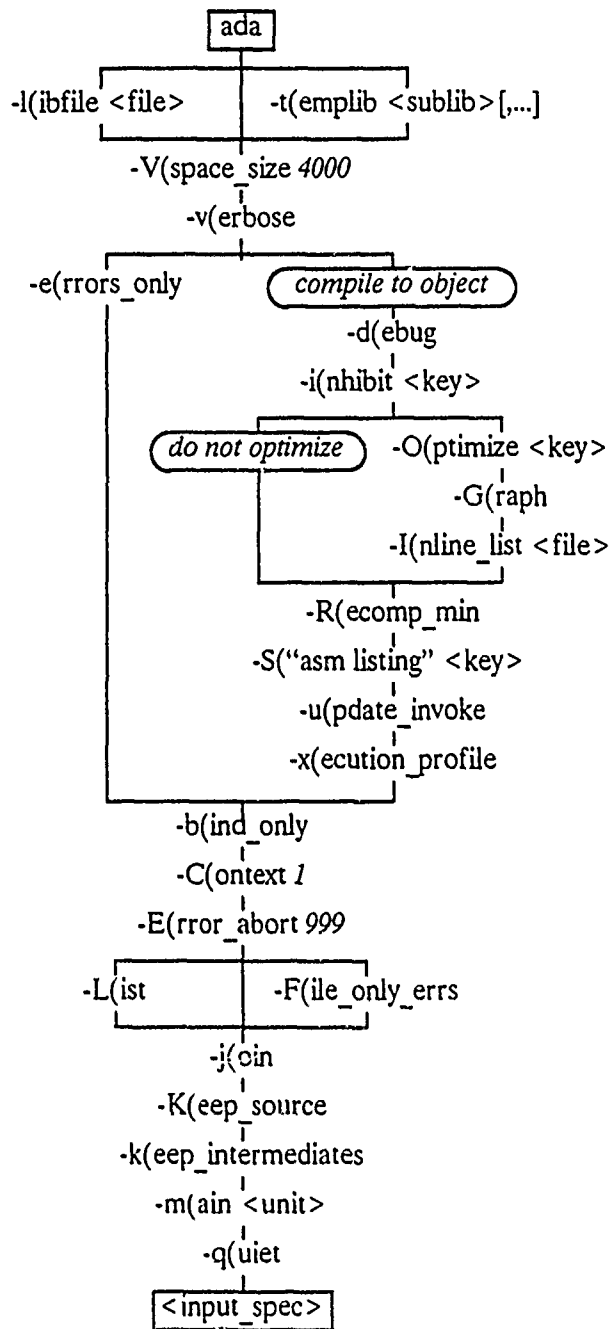 ada
-l(ibfile <file> -t(emplib <sublib>[,...]
-V(space_size 4000
-v(erbose
-e(rrors_only compile to object
-d(ebug
-i(nhibit <key>
do not optimize -O(ptimize <key>
-G(raph
-I(nline_list <file>
-R(ecomp_min
-S("asm listing" <key>
-u(pdate_invoke
-x(ecution_profile
-b(ind_only
-C(ontext 1
-E(rror_abort 999
-L(ist -F(ile_only_errs
-j(oin
-K(eep_source
-k(eep_intermediates
-m(ain <unit>
-q(uiet
<input_spec>